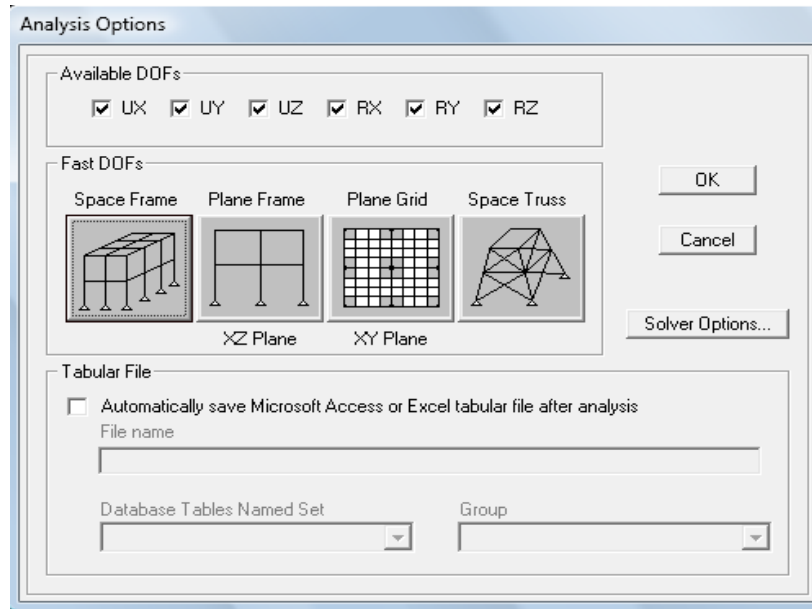 Analysis Options
Available DOFs
UX UY UZ RX RY RZ
Fast DOFs
Space Frame Plane Frame Plane Grid Space Truss
XZ Plane XY Plane
OK
Cancel
Solver Options...
Tabular File
Automatically save Microsoft Access or Excel tabular file after analysis
File name
Database Tables Named Set Group